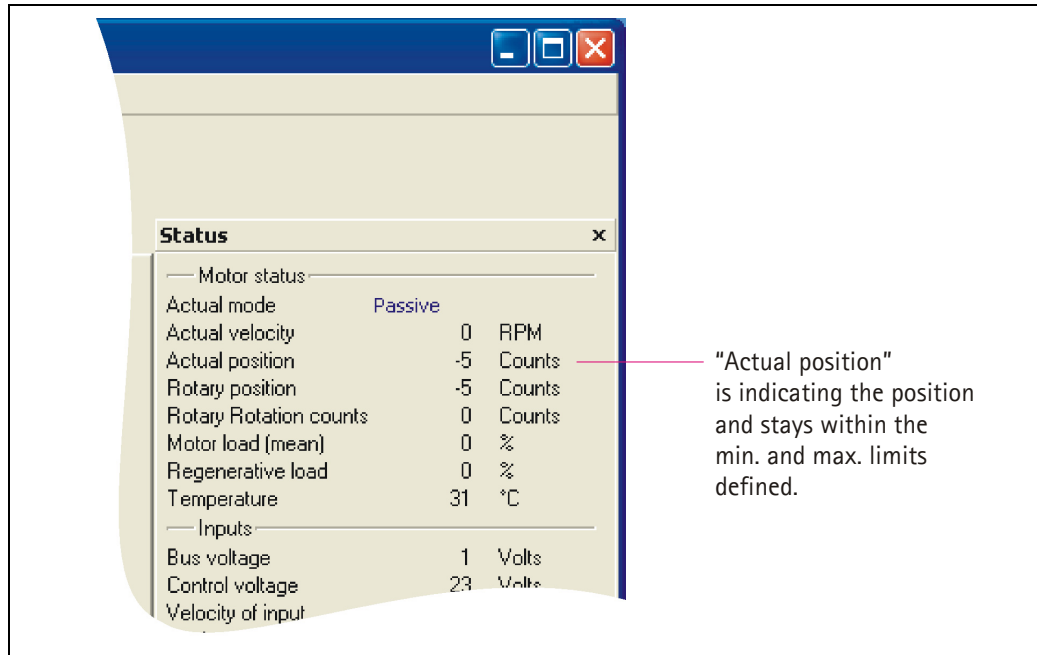 Status x
Motor status
Actual mode Passive
Actual velocity 0 RPM
Actual position -5 Counts
Rotary position -5 Counts
Rotary Rotation counts 0 Counts
Motor load (mean) 0 %
Regenerative load 0 %
Temperature 31 °C
Inputs
Bus voltage 1 Volts
Control voltage 23 Volts
Velocity of input
"Actual position"
is indicating the position
and stays within the
min. and max. limits
defined.